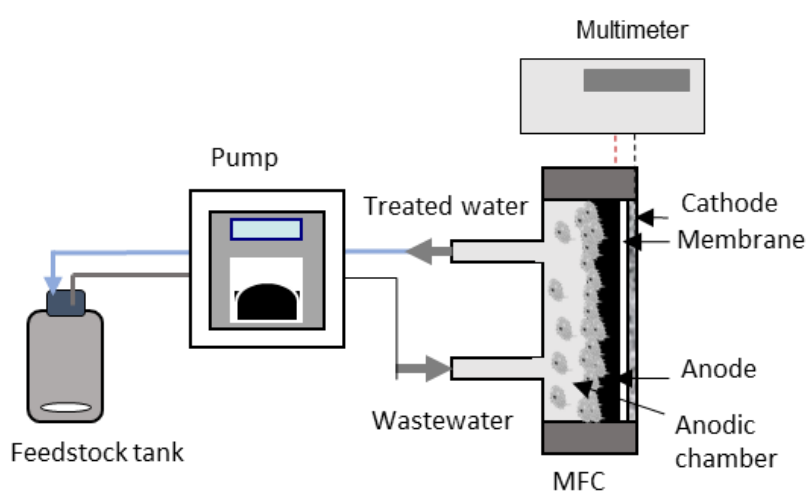 Multimeter
Pump
Treated water
Cathode
Membrane
Anode
Wastewater
Anodic
chamber
Feedstock tank
MFC